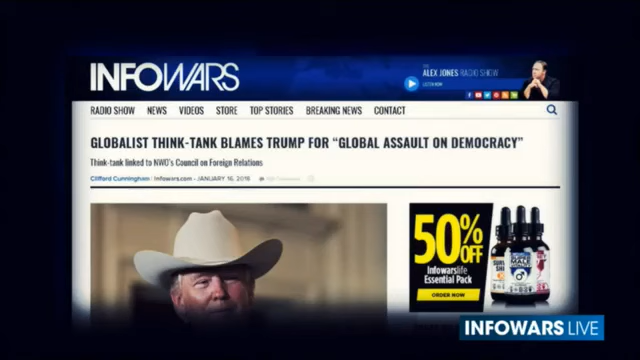 INFOWARS
THE
ALEX JONES RADIO SHOW
LISTEN NOW
RADIO SHOW NEWS VIDEOS STORE TOP STORIES BREAKING NEWS CONTACT
GLOBALIST THINK-TANK BLAMES TRUMP FOR “GLOBAL ASSAULT ON DEMOCRACY”
Think-tank linked to NWO's Council on Foreign Relations
Clifford Cunningham | Infowars.com - JANUARY 16, 2018
50%
OFF
Infowarslife
Essential Pack
ORDER NOW
SUPER MALE
INFOWARS LIVE